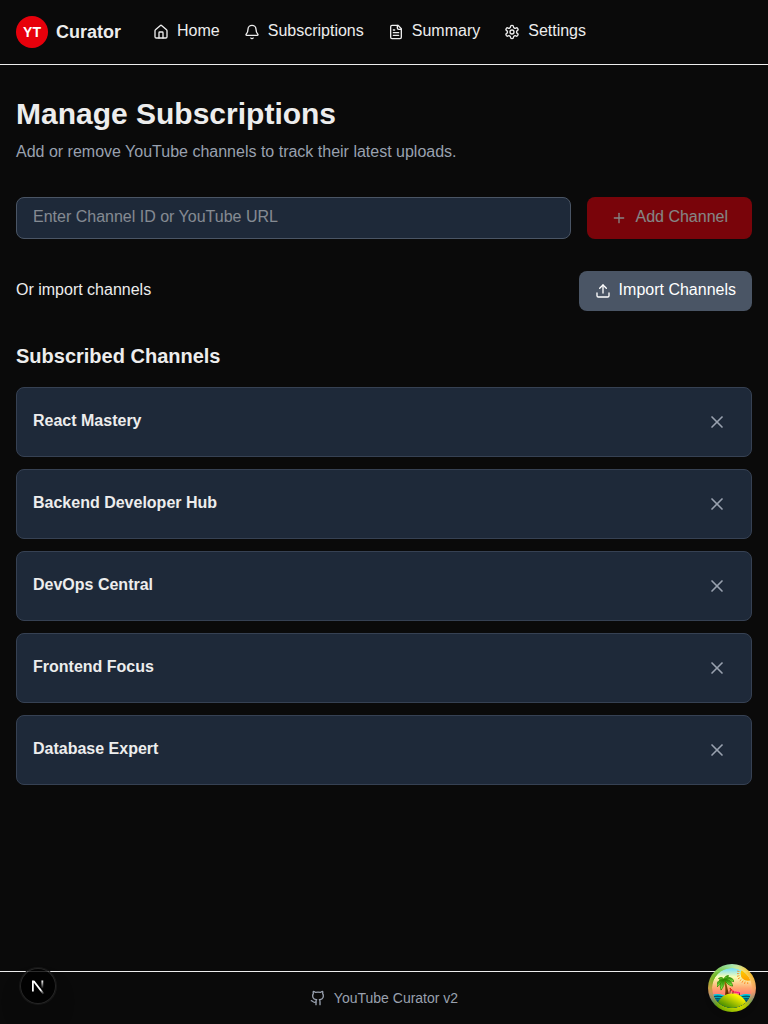 YT Curator Home Subscriptions Summary Settings
Manage Subscriptions
Add or remove YouTube channels to track their latest uploads.
Enter Channel ID or YouTube URL Add Channel
Or import channels Import Channels
Subscribed Channels
React Mastery
Backend Developer Hub
DevOps Central
Frontend Focus
Database Expert
N
YouTube Curator v2